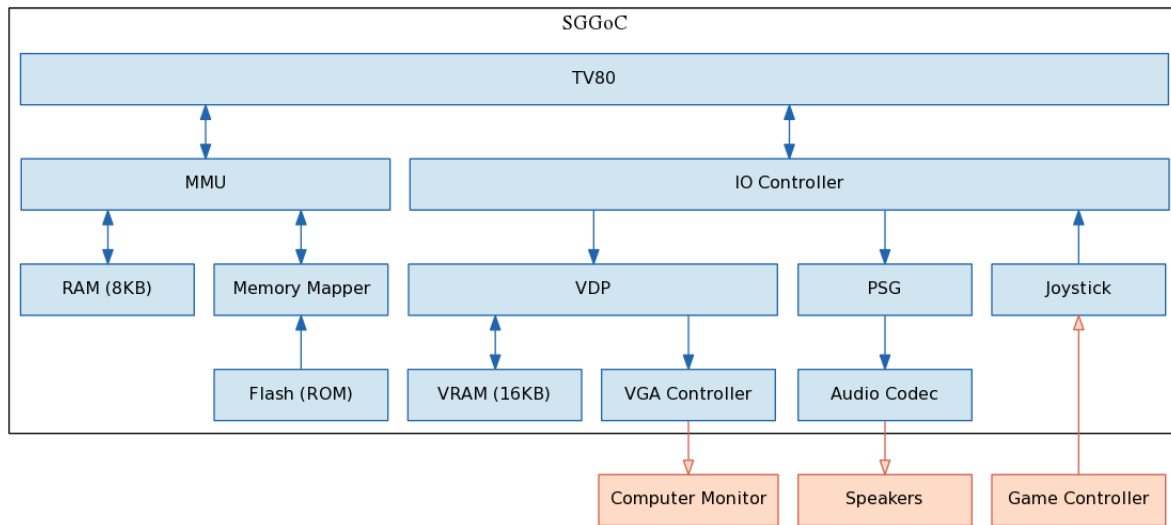 SGGoC
TV80
MMU
IO Controller
RAM (8KB)
Memory Mapper
VDP
PSG
Joystick
Flash (ROM)
VRAM (16KB)
VGA Controller
Audio Codec
Computer Monitor
Speakers
Game Controller